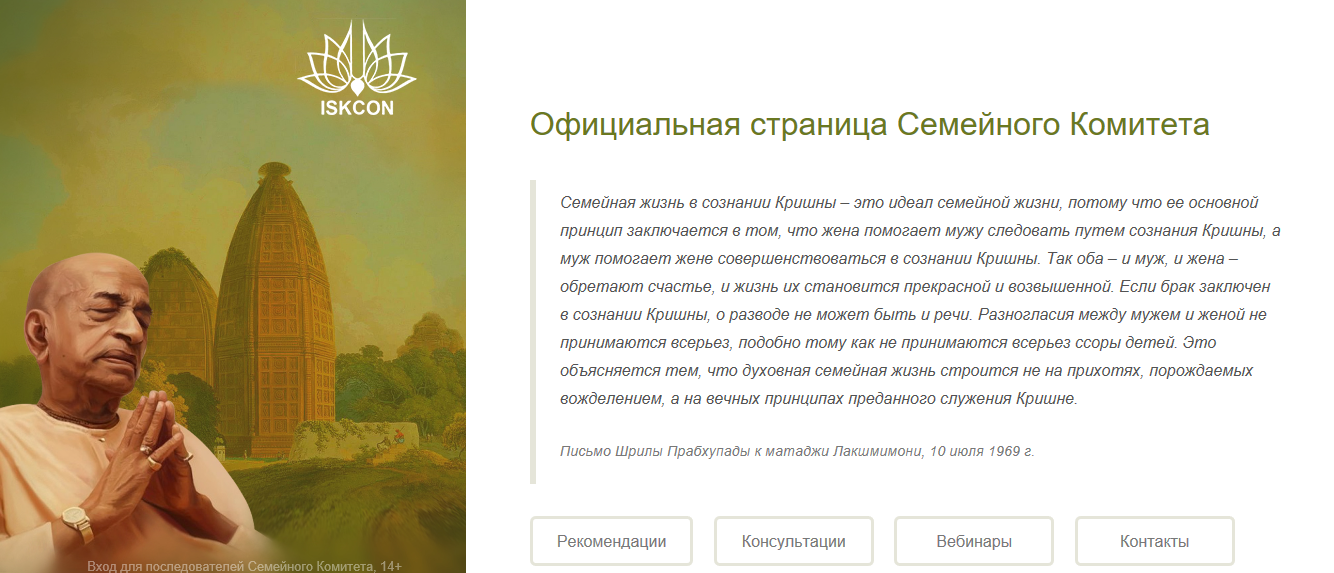 ISKCON
Официальная страница Семейного Комитета
Семейная жизнь в сознании Кришны – это идеал семейной жизни, потому что ее основной
принцип заключается в том, что жена помогает мужу следовать путем сознания Кришны, а
муж помогает жене совершенствоваться в сознании Кришны. Так оба – и муж, и жена –
обретают счастье, и жизнь их становится прекрасной и возвышенной. Если брак заключен
в сознании Кришны, о разводе не может быть и речи. Разногласия между мужем и женой не
принимаются всерьез, подобно тому как не принимаются всерьез ссоры детей. Это
объясняется тем, что духовная семейная жизнь строится не на прихотях, порождаемых
вожделением, а на вечных принципах преданного служения Кришне.
Письмо Шрилы Прабхупады к матаджи Лакшмимони, 10 июля 1969 г.
Рекомендации
Консультации
Вебинары
Контакты
Вход для последователей Семейного Комитета, 14+